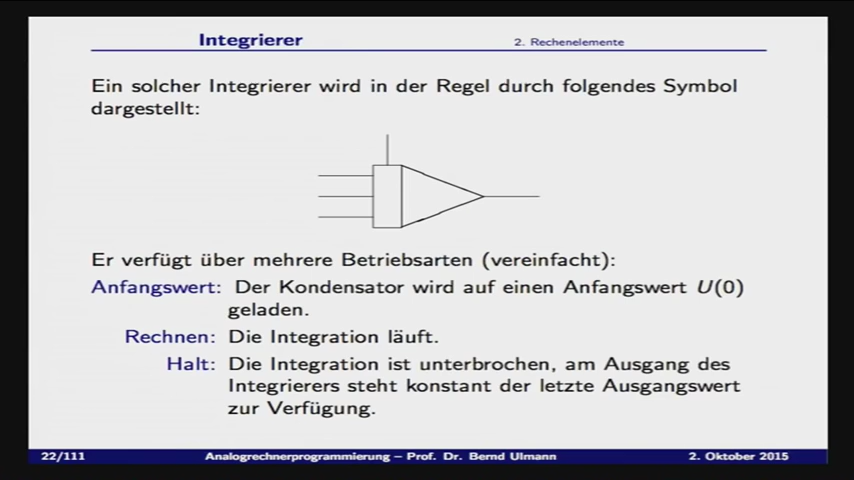 Integrierer 2. Rechenelemente
Ein solcher Integrierer wird in der Regel durch folgendes Symbol
dargestellt:
Er verfügt über mehrere Betriebsarten (vereinfacht):
Anfangswert: Der Kondensator wird auf einen Anfangswert U(0)
geladen.
Rechnen: Die Integration läuft.
Halt: Die Integration ist unterbrochen, am Ausgang des
Integrierers steht konstant der letzte Ausgangswert
zur Verfügung.
22/111 Analogrechnerprogrammierung – Prof. Dr. Bernd Ulmann 2. Oktober 2015